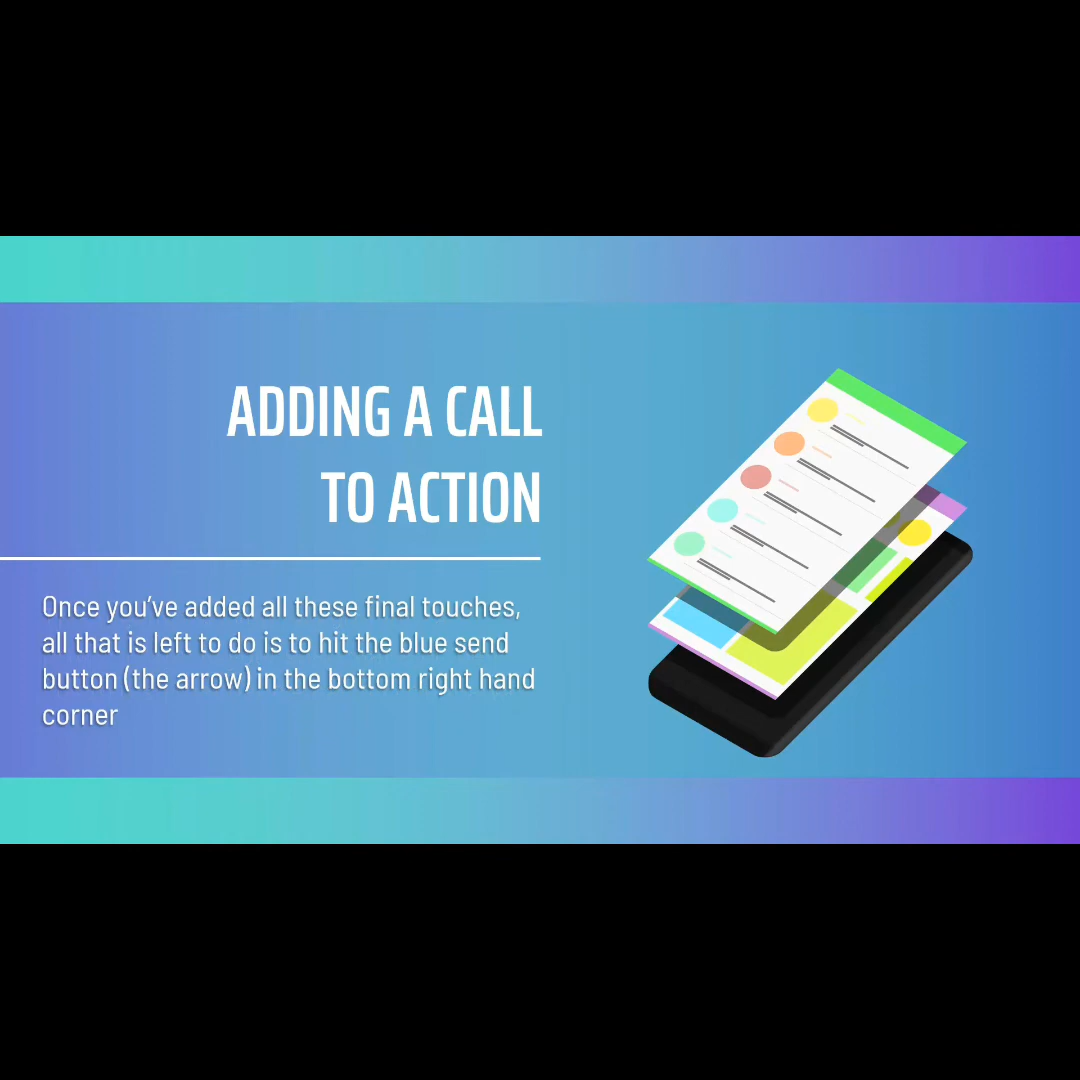 ADDING A CALL
TO ACTION
Once you’ve added all these final touches,
all that is left to do is to hit the blue send
button (the arrow) in the bottom right hand
corner